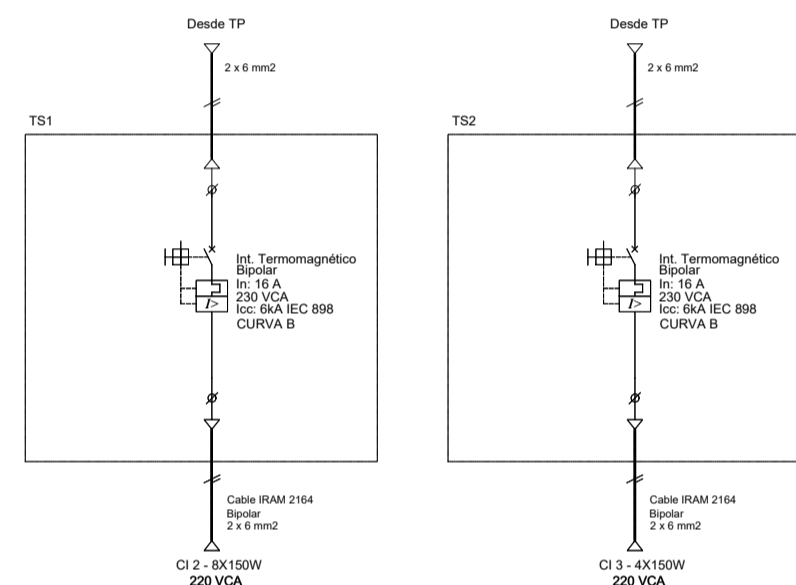 Desde TP
2 x 6 mm2
TS1
Int. Termomagnético
Bipolar
In: 16 A
230 VCA
Icc: 6kA IEC 898
CURVA B
I>
Cable IRAM 2164
Bipolar
2 x 6 mm2
CI 2 - 8X150W
220 VCA
Desde TP
2 x 6 mm2
TS2
Int. Termomagnético
Bipolar
In: 16 A
230 VCA
Icc: 6kA IEC 898
CURVA B
I>
Cable IRAM 2164
Bipolar
2 x 6 mm2
CI 3 - 4X150W
220 VCA